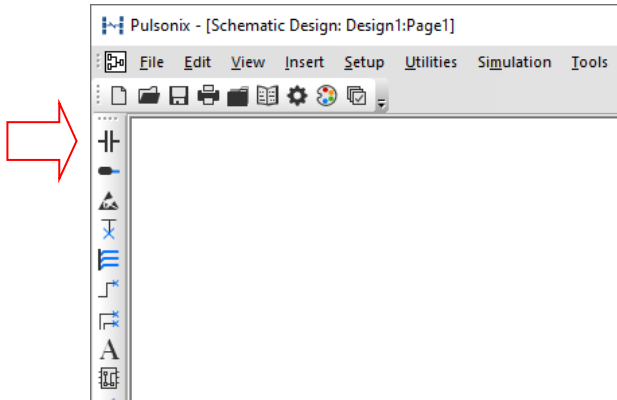 Pulsonix - [Schematic Design: Design1:Page1]
File Edit View Insert Setup Utilities Simulation Tools
A